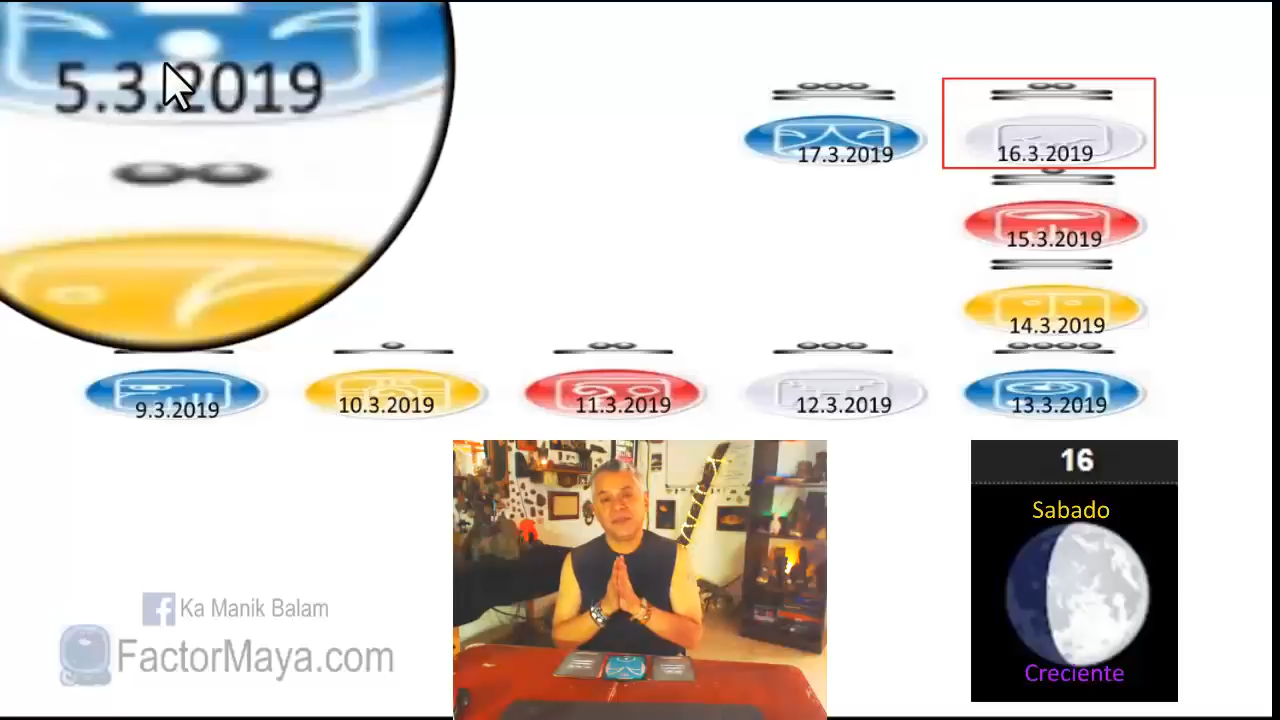 5.3.2019
17.3.2019
16.3.2019
15.3.2019
14.3.2019
9.3.2019
10.3.2019
11.3.2019
12.3.2019
13.3.2019
16
Sabado
Creciente
Ka Manik Balam
FactorMaya.com